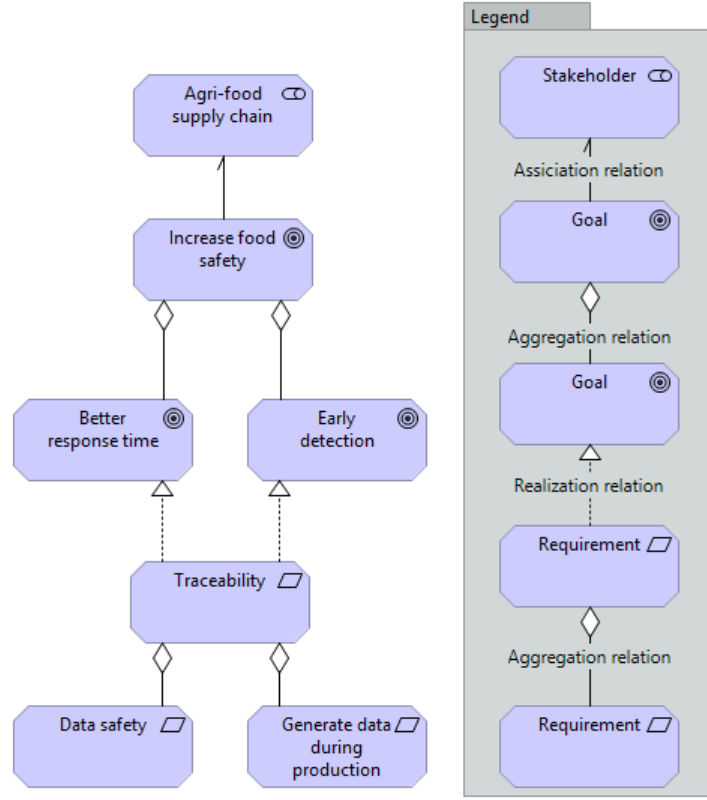 Agri-food
supply chain
Increase food
safety
Better
response time
Early
detection
Traceability
Data safety
Generate data
during
production
Legend
Stakeholder
Assiciation relation
Goal
Aggregation relation
Goal
Realization relation
Requirement
Aggregation relation
Requirement